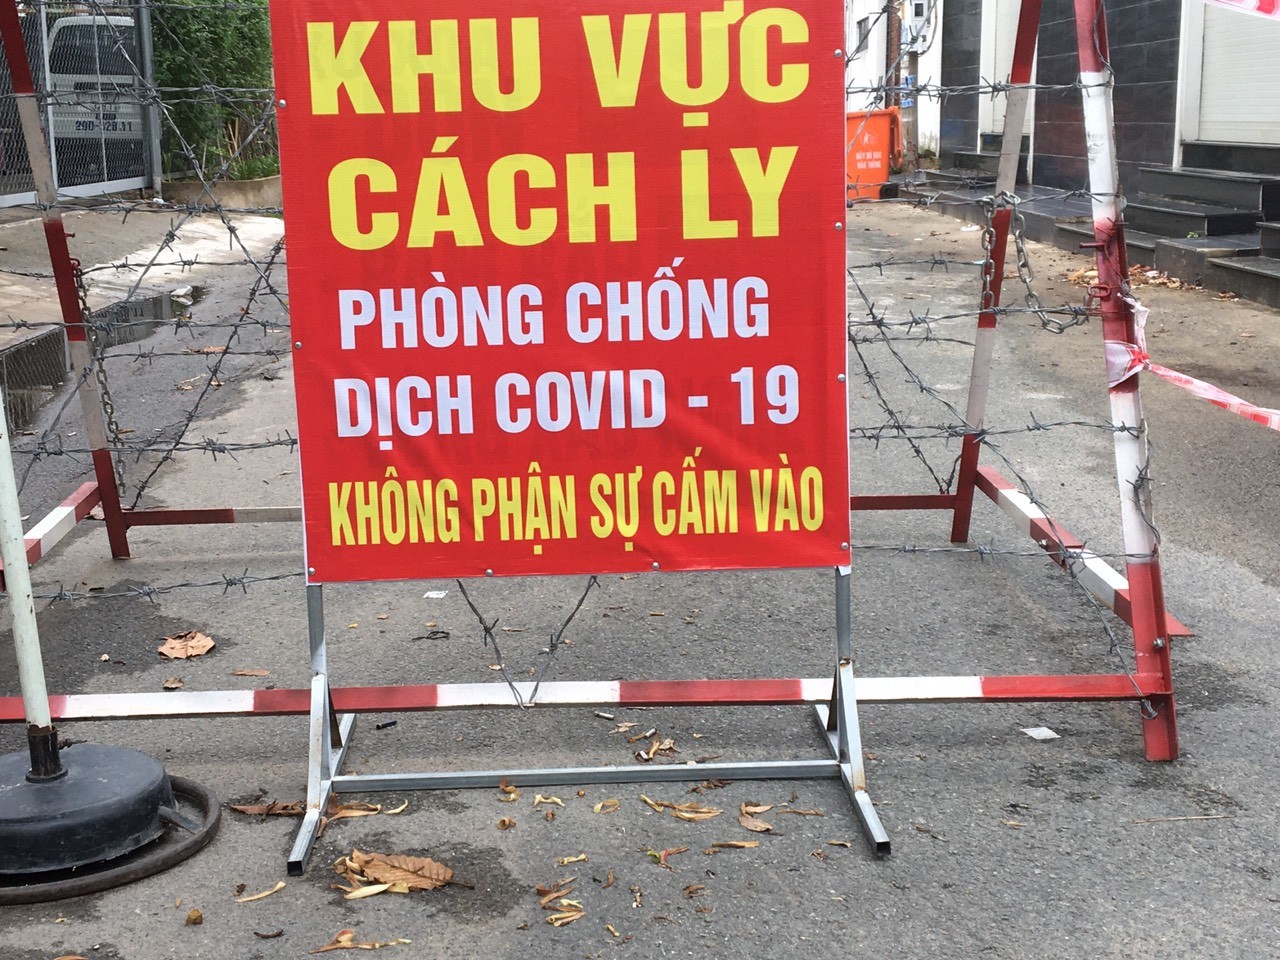 KHU VỰC
CÁCH LY
PHÒNG CHỐNG
DỊCH COVID - 19
KHÔNG PHẬN SỰ CẤM VÀO